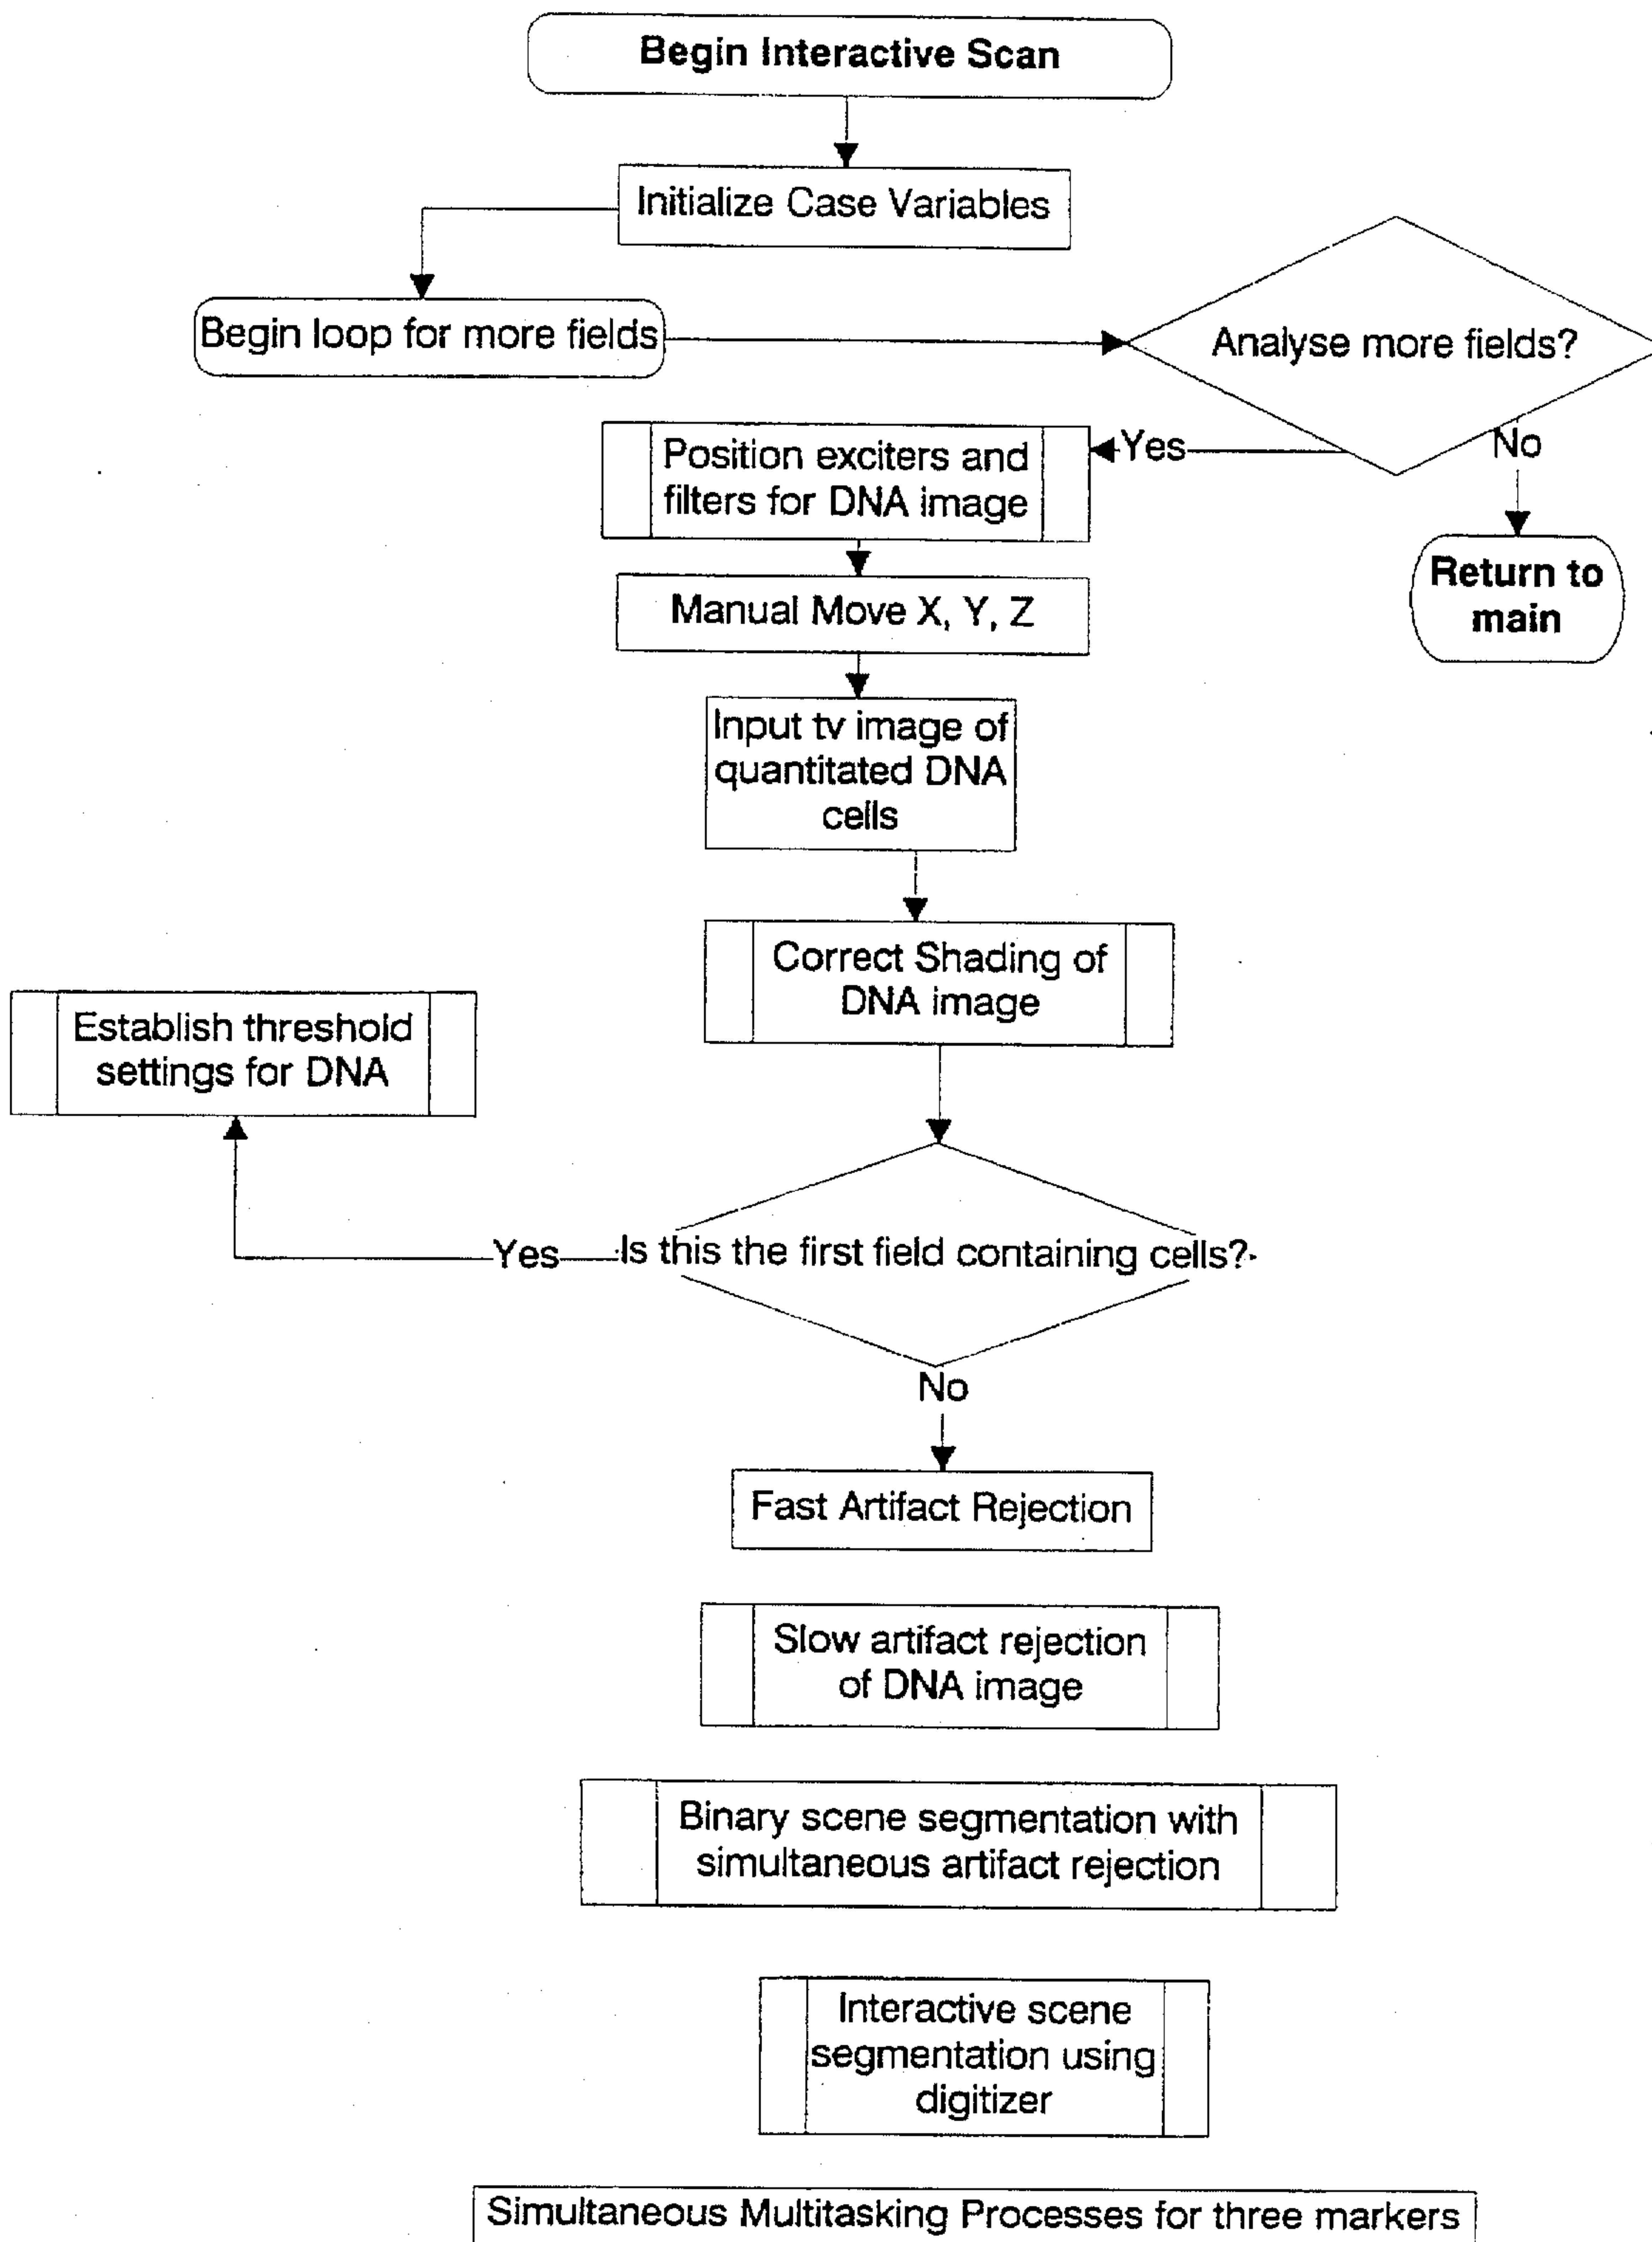 Begin Interactive Scan
Initialize Case Variables
Begin loop for more fields
Analyse more fields?
Yes
No
Position exciters and
filters for DNA image
Return to
main
Manual Move X, Y, Z
Input tv image of
quantitated DNA
cells
Correct Shading of
DNA image
Establish threshold
settings for DNA
Yes
Is this the first field containing cells?
No
Fast Artifact Rejection
Slow artifact rejection
of DNA image
Binary scene segmentation with
simultaneous artifact rejection
Interactive scene
segmentation using
digitizer
Simultaneous Multitasking Processes for three markers